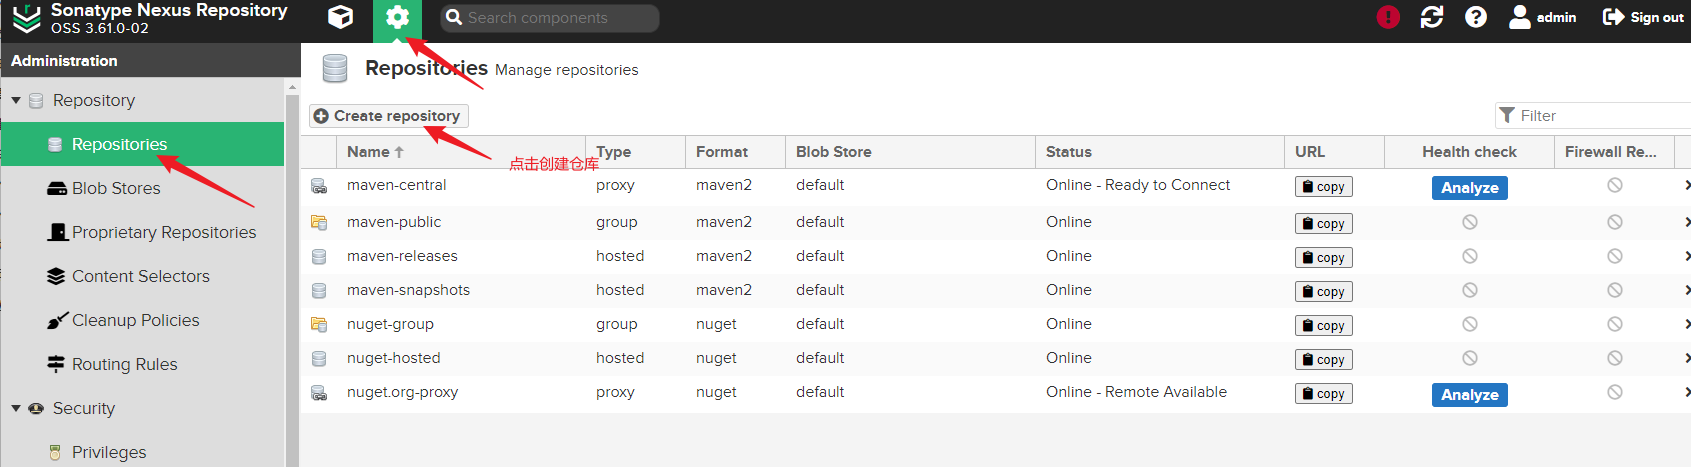 Sonatype Nexus Repository
OSS 3.61.0-02
Search components
admin
Sign out
Administration
Repositories Manage repositories
Repository
Create repository
Filter
Repositories
点击创建仓库
Name Type Format Blob Store Status URL Health check Firewall Re...
maven-central proxy maven2 default Online - Ready to Connect copy Analyze
Blob Stores
maven-public group maven2 default Online copy
Proprietary Repositories
maven-releases hosted maven2 default Online copy
Content Selectors
maven-snapshots hosted maven2 default Online copy
Cleanup Policies
nuget-group group nuget default Online copy
Routing Rules
nuget-hosted hosted nuget default Online copy
nuget.org-proxy proxy nuget default Online - Remote Available copy Analyze
Security
Privileges